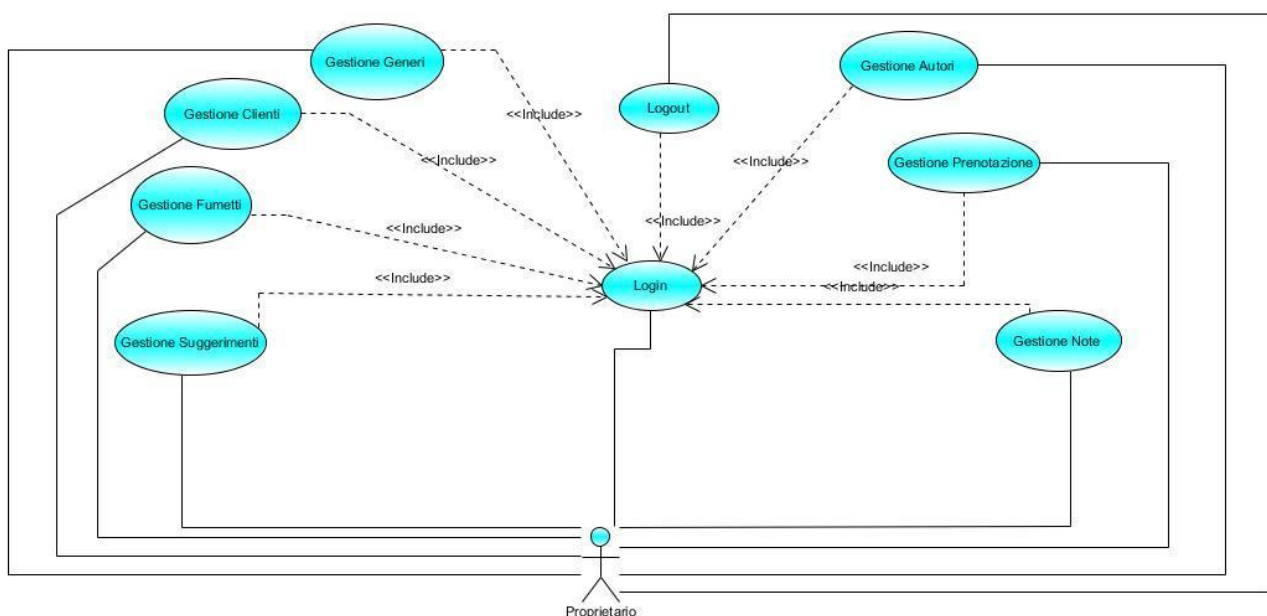 Gestione Generi
Gestione Autori
Logout
Gestione Clienti
<<Include>>
<<Include>>
<<Include>>
Gestione Prenotazione
Gestione Fumetti
<<Include>>
<<Include>>
<<Include>>
<<Include>>
Login
<<Include>>
Gestione Suggerimenti
Gestione Note
Proprietario